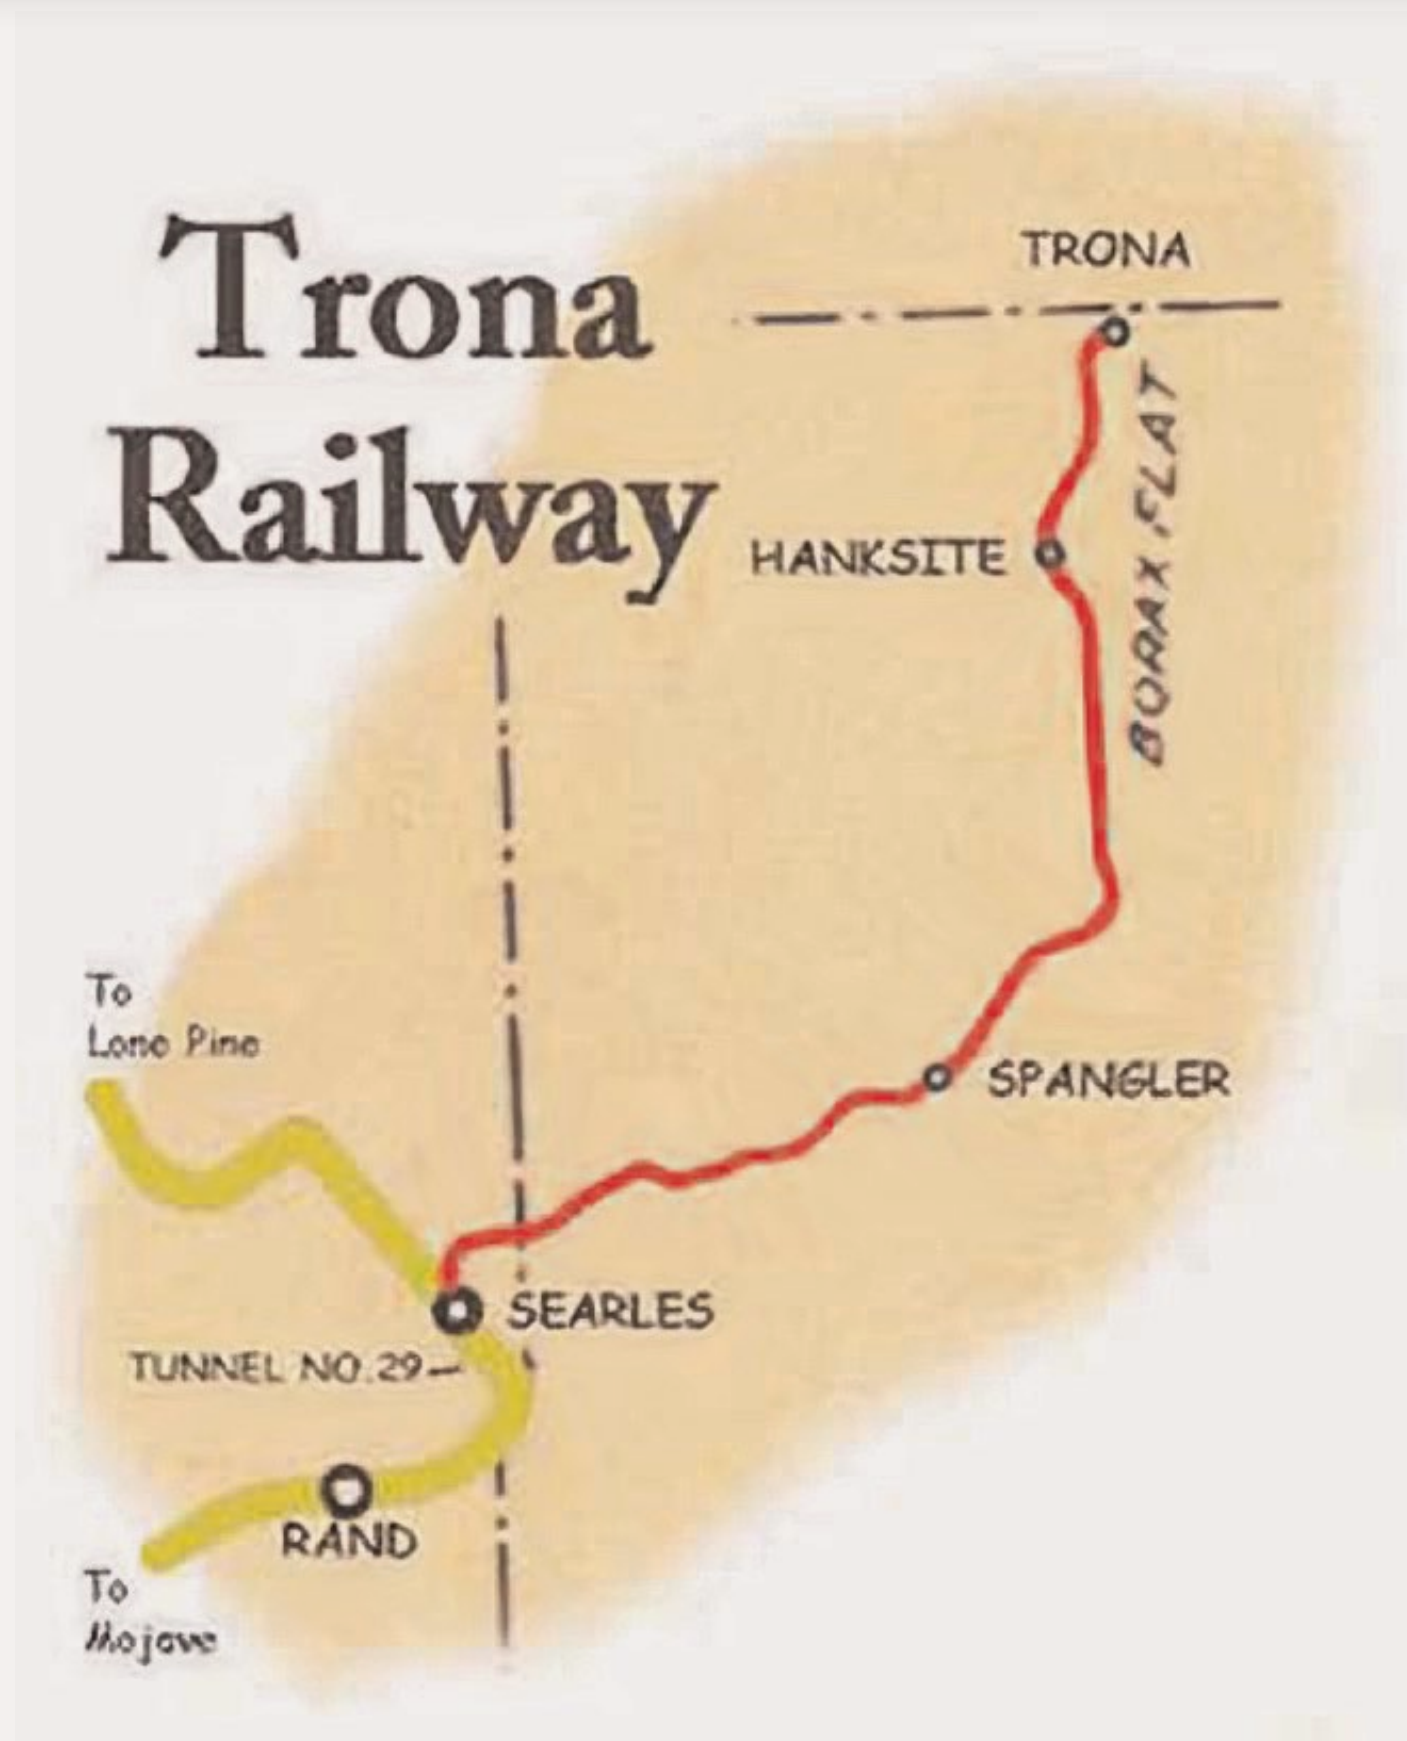 Trona
Railway
TRONA
HANKSITE
BORAX FLAT
To
Lone Pine
SPANGLER
SEARLES
TUNNEL NO.29
RAND
To
Mojave